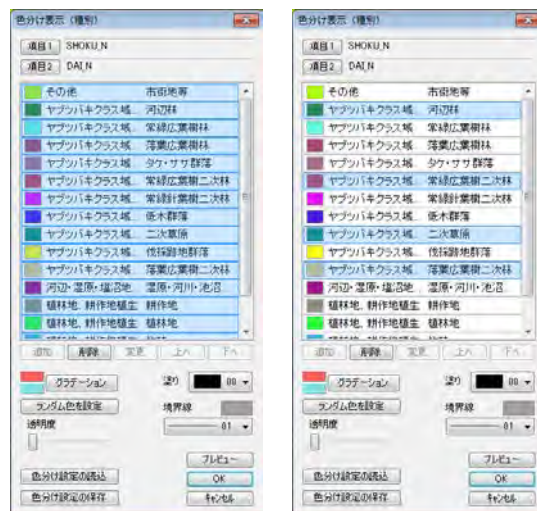 色分け表示（種別）
項目1 SHOKU_N
項目2 DAI_N
その他 市街地等
ヤブツバキクラス域... 河辺林
ヤブツバキクラス域... 常緑広葉樹林
ヤブツバキクラス域... 落葉広葉樹林
ヤブツバキクラス域... タケ・ササ群落
ヤブツバキクラス域... 常緑広葉樹二次林
ヤブツバキクラス域... 常緑針葉樹二次林
ヤブツバキクラス域... 低木群落
ヤブツバキクラス域... 二次草原
ヤブツバキクラス域... 伐採跡地群落
ヤブツバキクラス域... 落葉広葉樹二次林
河辺・湿原・塩沼地... 湿原・河川・池沼...
植林地、耕作地植生 耕作地
植林地、耕作地植生 植林地
追加 削除 変更 上へ 下へ
グラデーション 塗り 00
ランダム色を設定 境界線
透明度 01
プレビュー
色分け設定の読込 OK
色分け設定の保存 キャンセル
色分け表示（種別）
項目1 SHOKU_N
項目2 DAI_N
その他 市街地等
ヤブツバキクラス域... 河辺林
ヤブツバキクラス域... 常緑広葉樹林
ヤブツバキクラス域... 落葉広葉樹林
ヤブツバキクラス域... タケ・ササ群落
ヤブツバキクラス域... 常緑広葉樹二次林
ヤブツバキクラス域... 常緑針葉樹二次林
ヤブツバキクラス域... 低木群落
ヤブツバキクラス域... 二次草原
ヤブツバキクラス域... 伐採跡地群落
ヤブツバキクラス域... 落葉広葉樹二次林
河辺・湿原・塩沼地... 湿原・河川・池沼...
植林地、耕作地植生 耕作地
植林地、耕作地植生 植林地
追加 削除 変更 上へ 下へ
グラデーション 塗り 00
ランダム色を設定 境界線
透明度 01
プレビュー
色分け設定の読込 OK
色分け設定の保存 キャンセル